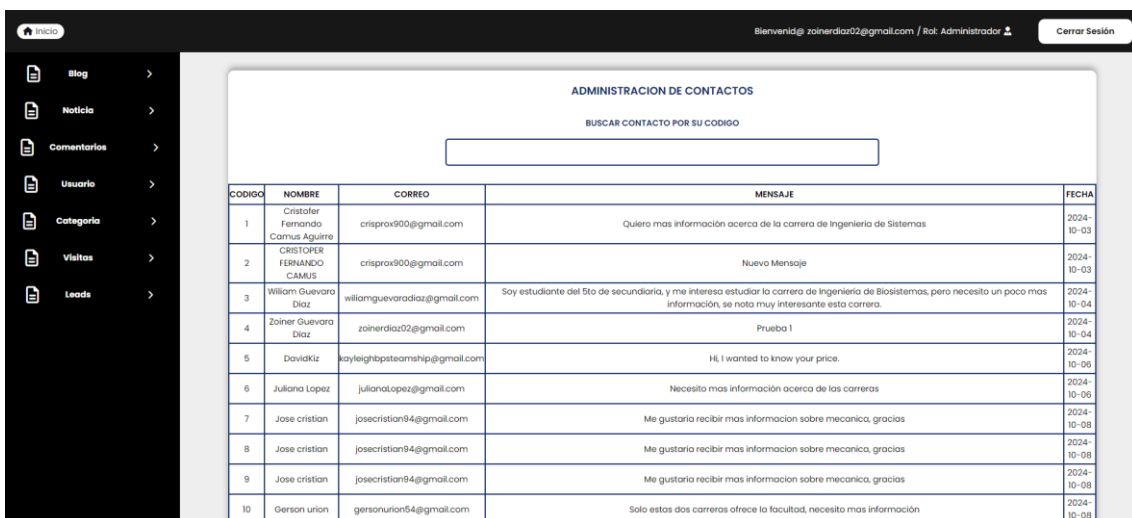 Inicio
Bienvenid@ zoinerdiaz02@gmail.com / Rol: Administrador
Cerrar Sesión
Blog
Noticia
Comentarios
Usuario
Categoria
Visitas
Leads
ADMINISTRACION DE CONTACTOS
BUSCAR CONTACTO POR SU CODIGO
CODIGO NOMBRE CORREO MENSAJE FECHA
1 Cristofer Fernando Camus Aguirre crisprox900@gmail.com Quiero mas información acerca de la carrera de Ingenieria de Sistemas 2024-10-03
2 CRISTOPER FERNANDO CAMUS crisprox900@gmail.com Nuevo Mensaje 2024-10-03
3 Wiliam Guevara Diaz wiliamguevaradiaz@gmail.com Soy estudiante del 5to de secundiaria, y me interesa estudiar la carrera de Ingenieria de Biosistemas, pero necesito un poco mas información, se nota muy interesante esta carrera. 2024-10-04
4 Zoiner Guevara Diaz zoinerdiaz02@gmail.com Prueba 1 2024-10-04
5 DavidKiz kayleighbpsteamship@gmail.com Hi, I wanted to know your price. 2024-10-06
6 Juliana Lopez julianaLopez@gmail.com Necesito mas información acerca de las carreras 2024-10-06
7 Jose cristian josecristian94@gmail.com Me gustaria recibir mas informacion sobre mecanica, gracias 2024-10-08
8 Jose cristian josecristian94@gmail.com Me gustaria recibir mas informacion sobre mecanica, gracias 2024-10-08
9 Jose cristian josecristian94@gmail.com Me gustaria recibir mas informacion sobre mecanica, gracias 2024-10-08
10 Gerson urion gersonurion54@gmail.com Solo estas dos carreras ofrece la facultad, necesito mas información 2024-10-08